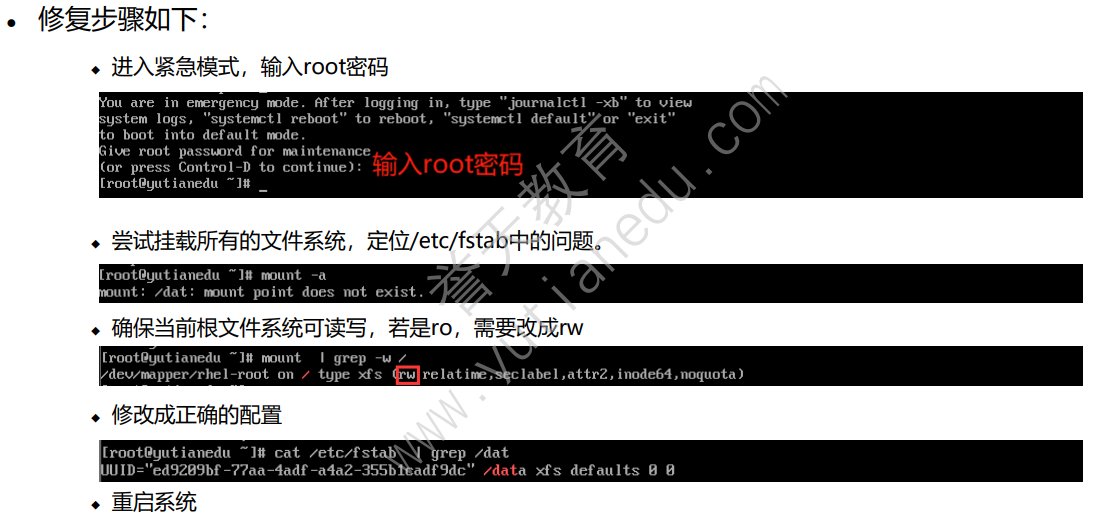 修复步骤如下：
进入紧急模式，输入root密码
You are in emergency mode. After logging in, type "journalctl -xb" to view
system logs, "systemctl reboot" to reboot, "systemctl default" or "exit"
to boot into default mode.
Give root password for maintenance
(or press Control-D to continue): 输入root密码
[root@yutianedu ~]# _
尝试挂载所有的文件系统，定位/etc/fstab中的问题。
[root@yutianedu ~]# mount -a
mount: /dat: mount point does not exist.
确保当前根文件系统可读写，若是ro，需要改成rw
[root@yutianedu ~]# mount | grep -w /
/dev/mapper/rhel-root on / type xfs (rw,relatime,seclabel,attr2,inode64,noquota)
修改成正确的配置
[root@yutianedu ~]# cat /etc/fstab | grep /dat
UUID="ed9209bf-77aa-4adf-a4a2-355b1eadf9dc" /data xfs defaults 0 0
重启系统
誉天教育
www.yutianedu.com